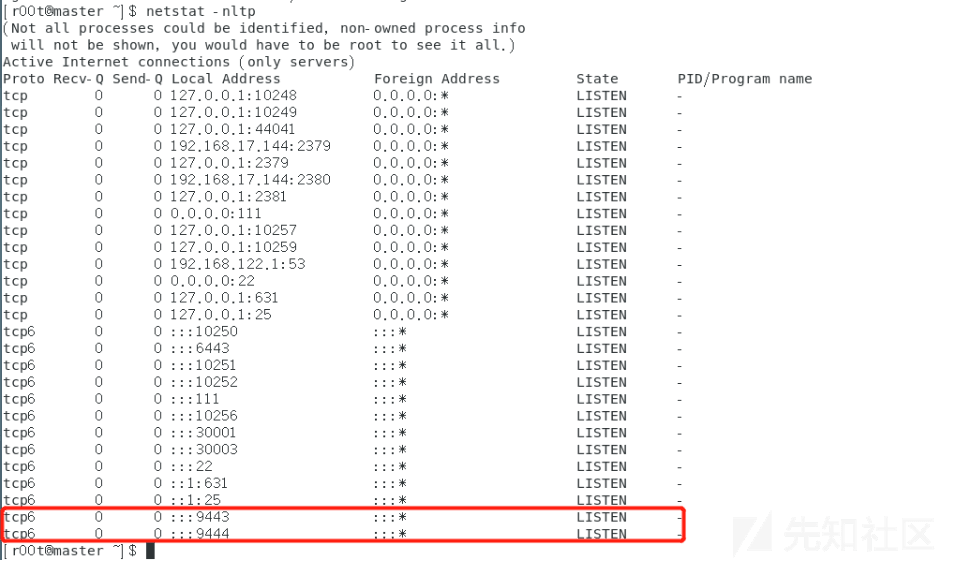 [r00t@master ~]$ netstat -nltp
(Not all processes could be identified, non-owned process info
will not be shown, you would have to be root to see it all.)
Active Internet connections (only servers)
Proto Recv-Q Send-Q Local Address Foreign Address State PID/Program name
tcp 0 0 127.0.0.1:10248 0.0.0.0:* LISTEN -
tcp 0 0 127.0.0.1:10249 0.0.0.0:* LISTEN -
tcp 0 0 127.0.0.1:44041 0.0.0.0:* LISTEN -
tcp 0 0 192.168.17.144:2379 0.0.0.0:* LISTEN -
tcp 0 0 127.0.0.1:2379 0.0.0.0:* LISTEN -
tcp 0 0 192.168.17.144:2380 0.0.0.0:* LISTEN -
tcp 0 0 127.0.0.1:2381 0.0.0.0:* LISTEN -
tcp 0 0 0.0.0.0:111 0.0.0.0:* LISTEN -
tcp 0 0 127.0.0.1:10257 0.0.0.0:* LISTEN -
tcp 0 0 127.0.0.1:10259 0.0.0.0:* LISTEN -
tcp 0 0 192.168.122.1:53 0.0.0.0:* LISTEN -
tcp 0 0 0.0.0.0:22 0.0.0.0:* LISTEN -
tcp 0 0 127.0.0.1:631 0.0.0.0:* LISTEN -
tcp 0 0 127.0.0.1:25 0.0.0.0:* LISTEN -
tcp6 0 0 :::10250 :::* LISTEN -
tcp6 0 0 :::6443 :::* LISTEN -
tcp6 0 0 :::10251 :::* LISTEN -
tcp6 0 0 :::10252 :::* LISTEN -
tcp6 0 0 :::111 :::* LISTEN -
tcp6 0 0 :::10256 :::* LISTEN -
tcp6 0 0 :::30001 :::* LISTEN -
tcp6 0 0 :::30003 :::* LISTEN -
tcp6 0 0 :::22 :::* LISTEN -
tcp6 0 0 ::1:631 :::* LISTEN -
tcp6 0 0 ::1:25 :::* LISTEN -
tcp6 0 0 :::9443 :::* LISTEN -
tcp6 0 0 :::9444 :::* LISTEN -
[r00t@master ~]$
先知社区